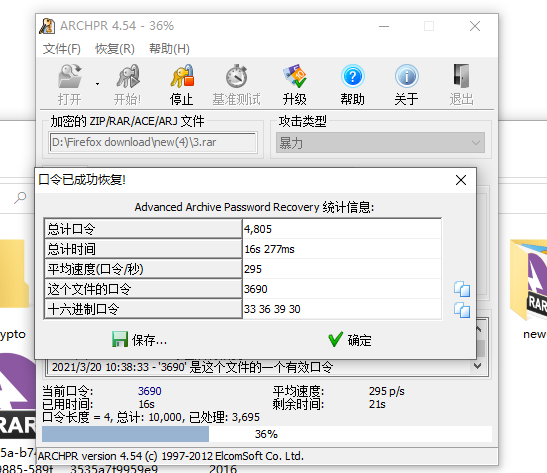 ARCHPR 4.54 - 36%
文件(F) 恢复(R) 帮助(H)
打开 开始! 停止 基准测试 升级 帮助 关于 退出
加密的 ZIP/RAR/ACE/ARJ 文件 攻击类型
D:\Firefox download\new(4)\3.rar 暴力
口令已成功恢复!
Advanced Archive Password Recovery 统计信息:
总计口令 4,805
总计时间 16s 277ms
平均速度(口令/秒) 295
这个文件的口令 3690
十六进制口令 33 36 39 30
保存... 确定
2021/3/20 10:38:33 - '3690' 是这个文件的一个有效口令
当前口令: 3690 平均速度: 295 p/s
已用时间: 16s 剩余时间: 21s
口令长度 = 4, 总计: 10,000, 已处理: 3,695
36%
ARCHPR version 4.54 (c) 1997-2012 ElcomSoft Co. Ltd.
ypto
new
RAR
RAR
5a-b7
9885-589f 3535a7f9959e9 2016